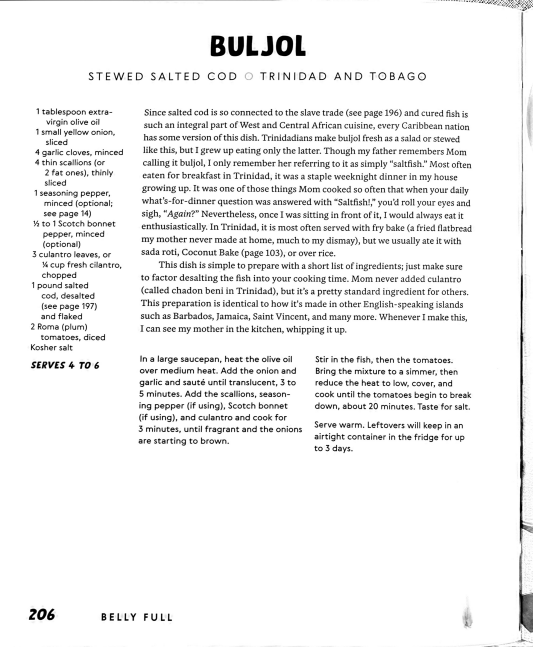 BULJOL
STEWED SALTED COD ○ TRINIDAD AND TOBAGO
1 tablespoon extra-
virgin olive oil
1 small yellow onion,
sliced
4 garlic cloves, minced
4 thin scallions (or
2 fat ones), thinly
sliced
1 seasoning pepper,
minced (optional;
see page 14)
½ to 1 Scotch bonnet
pepper, minced
(optional)
3 culantro leaves, or
¼ cup fresh cilantro,
chopped
1 pound salted
cod, desalted
(see page 197)
and flaked
2 Roma (plum)
tomatoes, diced
Kosher salt
SERVES 4 TO 6
Since salted cod is so connected to the slave trade (see page 196) and cured fish is
such an integral part of West and Central African cuisine, every Caribbean nation
has some version of this dish. Trinidadians make buljol fresh as a salad or stewed
like this, but I grew up eating only the latter. Though my father remembers Mom
calling it buljol, I only remember her referring to it as simply “saltfish.” Most often
eaten for breakfast in Trinidad, it was a staple weeknight dinner in my house
growing up. It was one of those things Mom cooked so often that when your daily
what’s-for-dinner question was answered with “Saltfish!,” you’d roll your eyes and
sigh, “Again?” Nevertheless, once I was sitting in front of it, I would always eat it
enthusiastically. In Trinidad, it is most often served with fry bake (a fried flatbread
my mother never made at home, much to my dismay), but we usually ate it with
sada roti, Coconut Bake (page 103), or over rice.
This dish is simple to prepare with a short list of ingredients; just make sure
to factor desalting the fish into your cooking time. Mom never added culantro
(called chadon beni in Trinidad), but it’s a pretty standard ingredient for others.
This preparation is identical to how it’s made in other English-speaking islands
such as Barbados, Jamaica, Saint Vincent, and many more. Whenever I make this,
I can see my mother in the kitchen, whipping it up.
In a large saucepan, heat the olive oil
over medium heat. Add the onion and
garlic and sauté until translucent, 3 to
5 minutes. Add the scallions, season-
ing pepper (if using), Scotch bonnet
(if using), and culantro and cook for
3 minutes, until fragrant and the onions
are starting to brown.
Stir in the fish, then the tomatoes.
Bring the mixture to a simmer, then
reduce the heat to low, cover, and
cook until the tomatoes begin to break
down, about 20 minutes. Taste for salt.
Serve warm. Leftovers will keep in an
airtight container in the fridge for up
to 3 days.
206 BELLY FULL